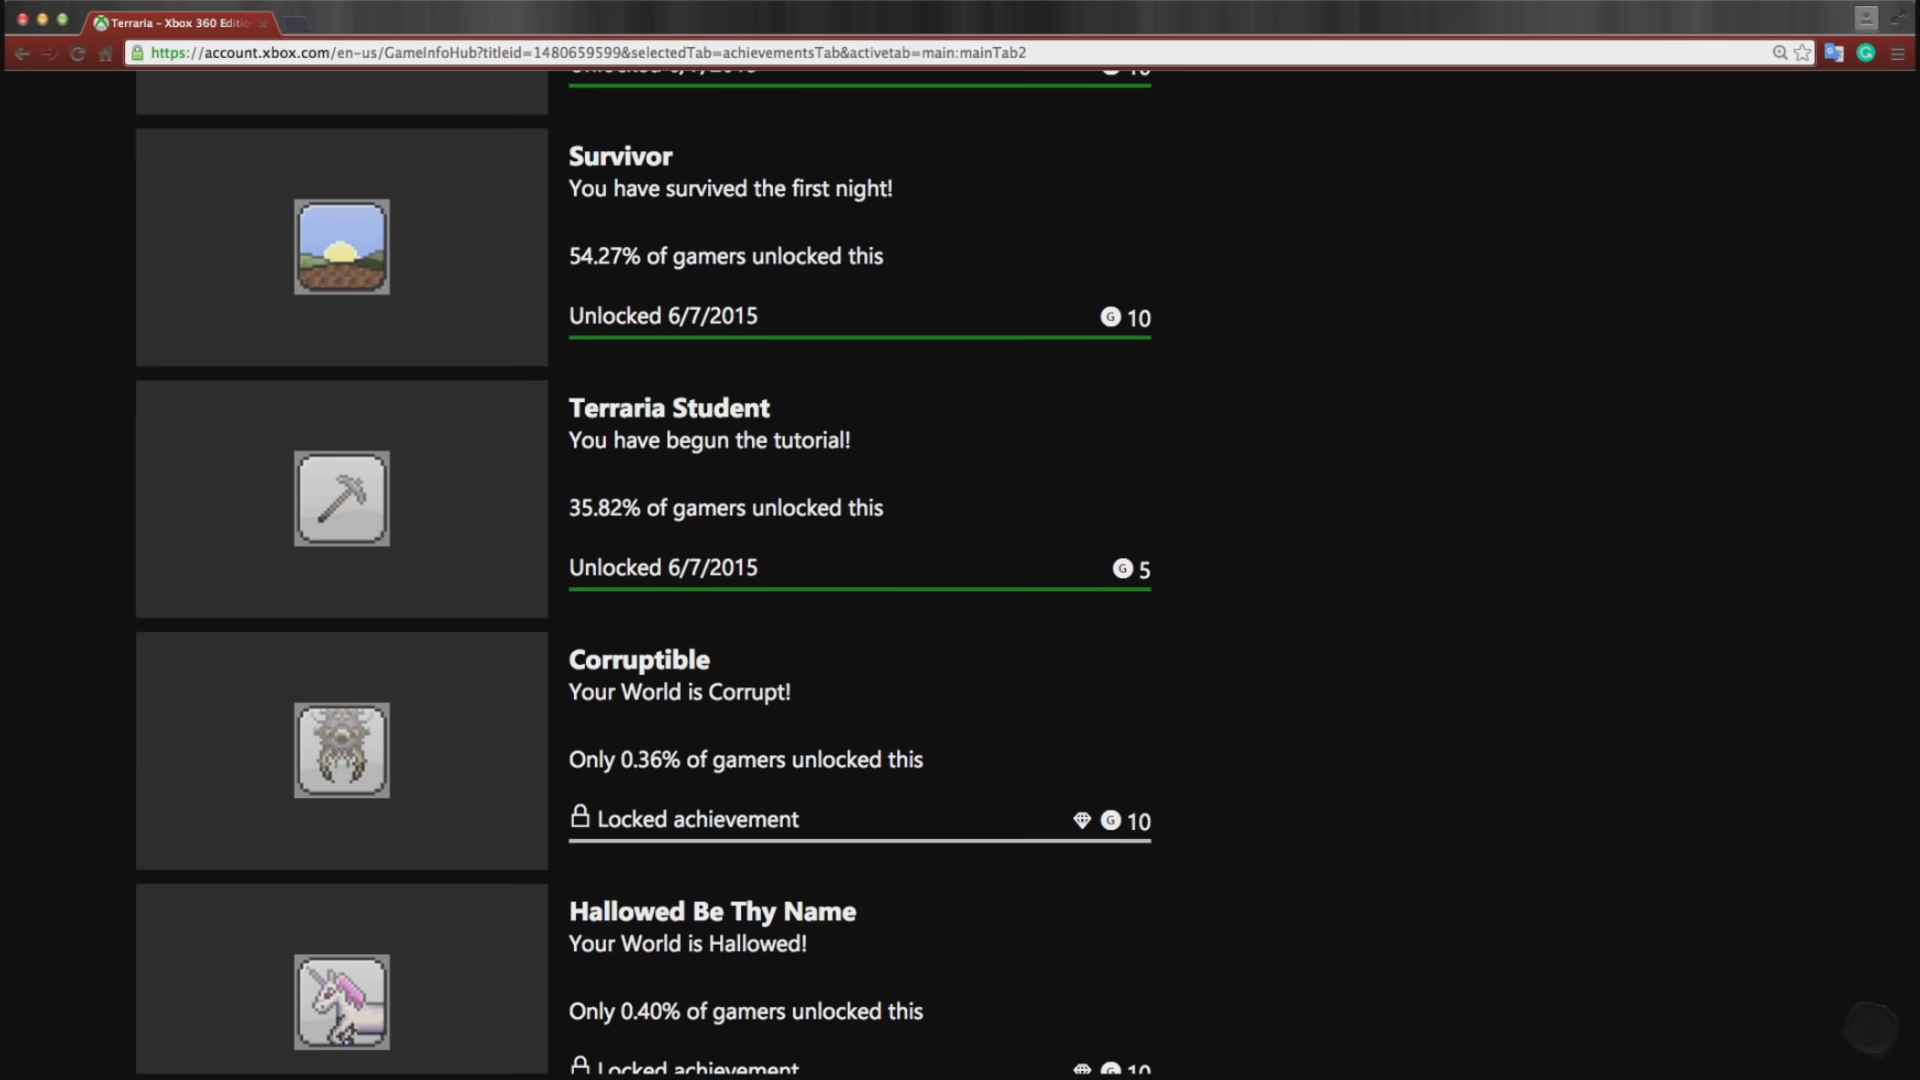 Terraria - Xbox 360 Editio
https://account.xbox.com/en-us/GameInfoHub?titleid=1480659599&selectedTab=achievementsTab&activetab=main:mainTab2
Survivor
You have survived the first night!
54.27% of gamers unlocked this
Unlocked 6/7/2015
G 10
Terraria Student
You have begun the tutorial!
35.82% of gamers unlocked this
Unlocked 6/7/2015
G 5
Corruptible
Your World is Corrupt!
Only 0.36% of gamers unlocked this
Locked achievement
G 10
Hallowed Be Thy Name
Your World is Hallowed!
Only 0.40% of gamers unlocked this
Locked achievement
G 10